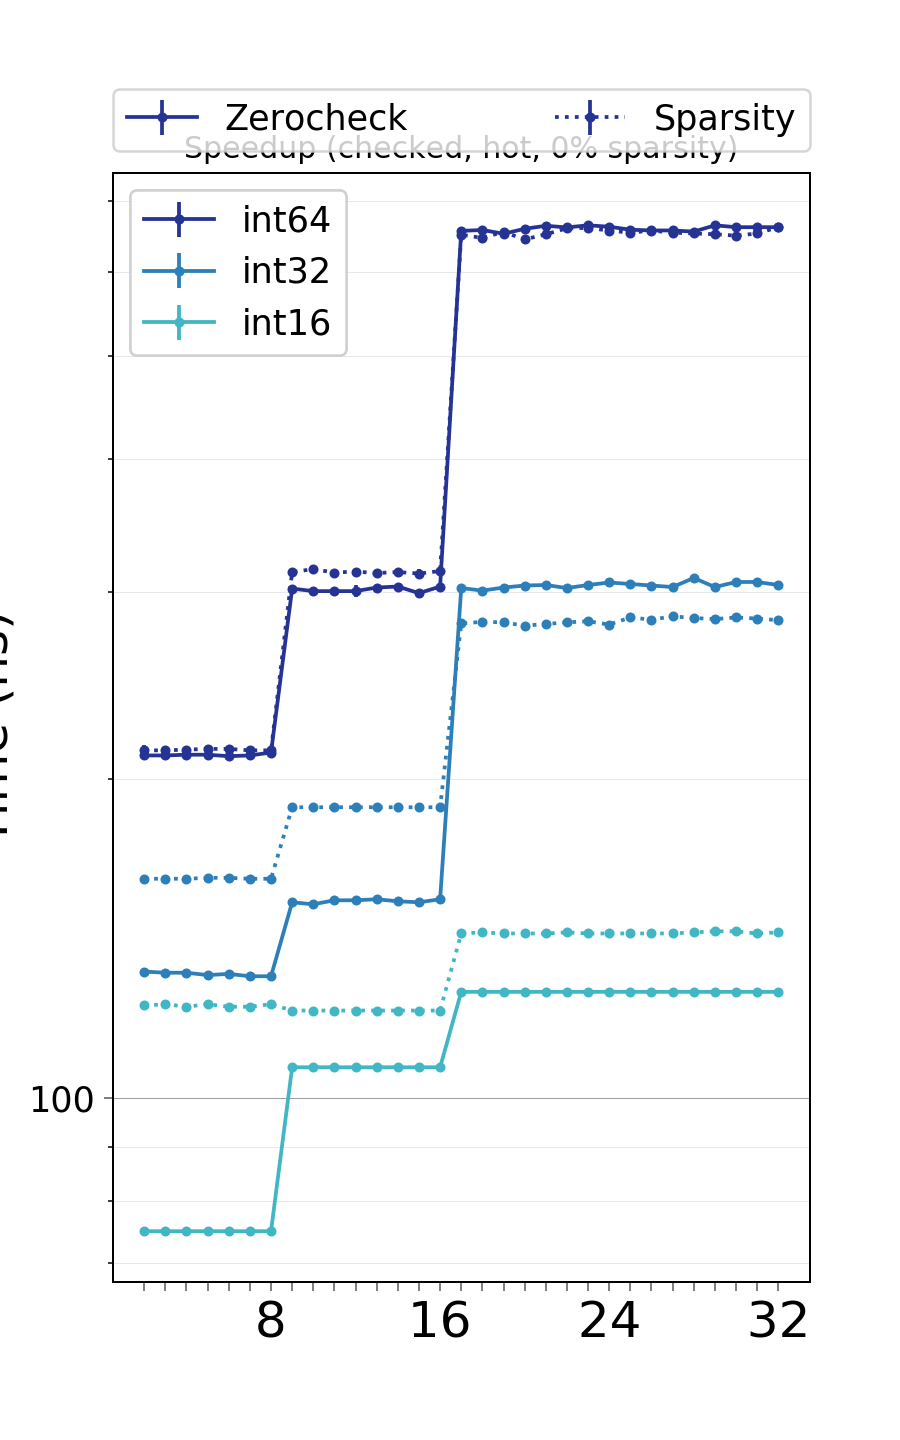 Zerocheck Sparsity
Speedup (checked, hot, 0% sparsity)
int64
int32
int16
100
8 16 24 32